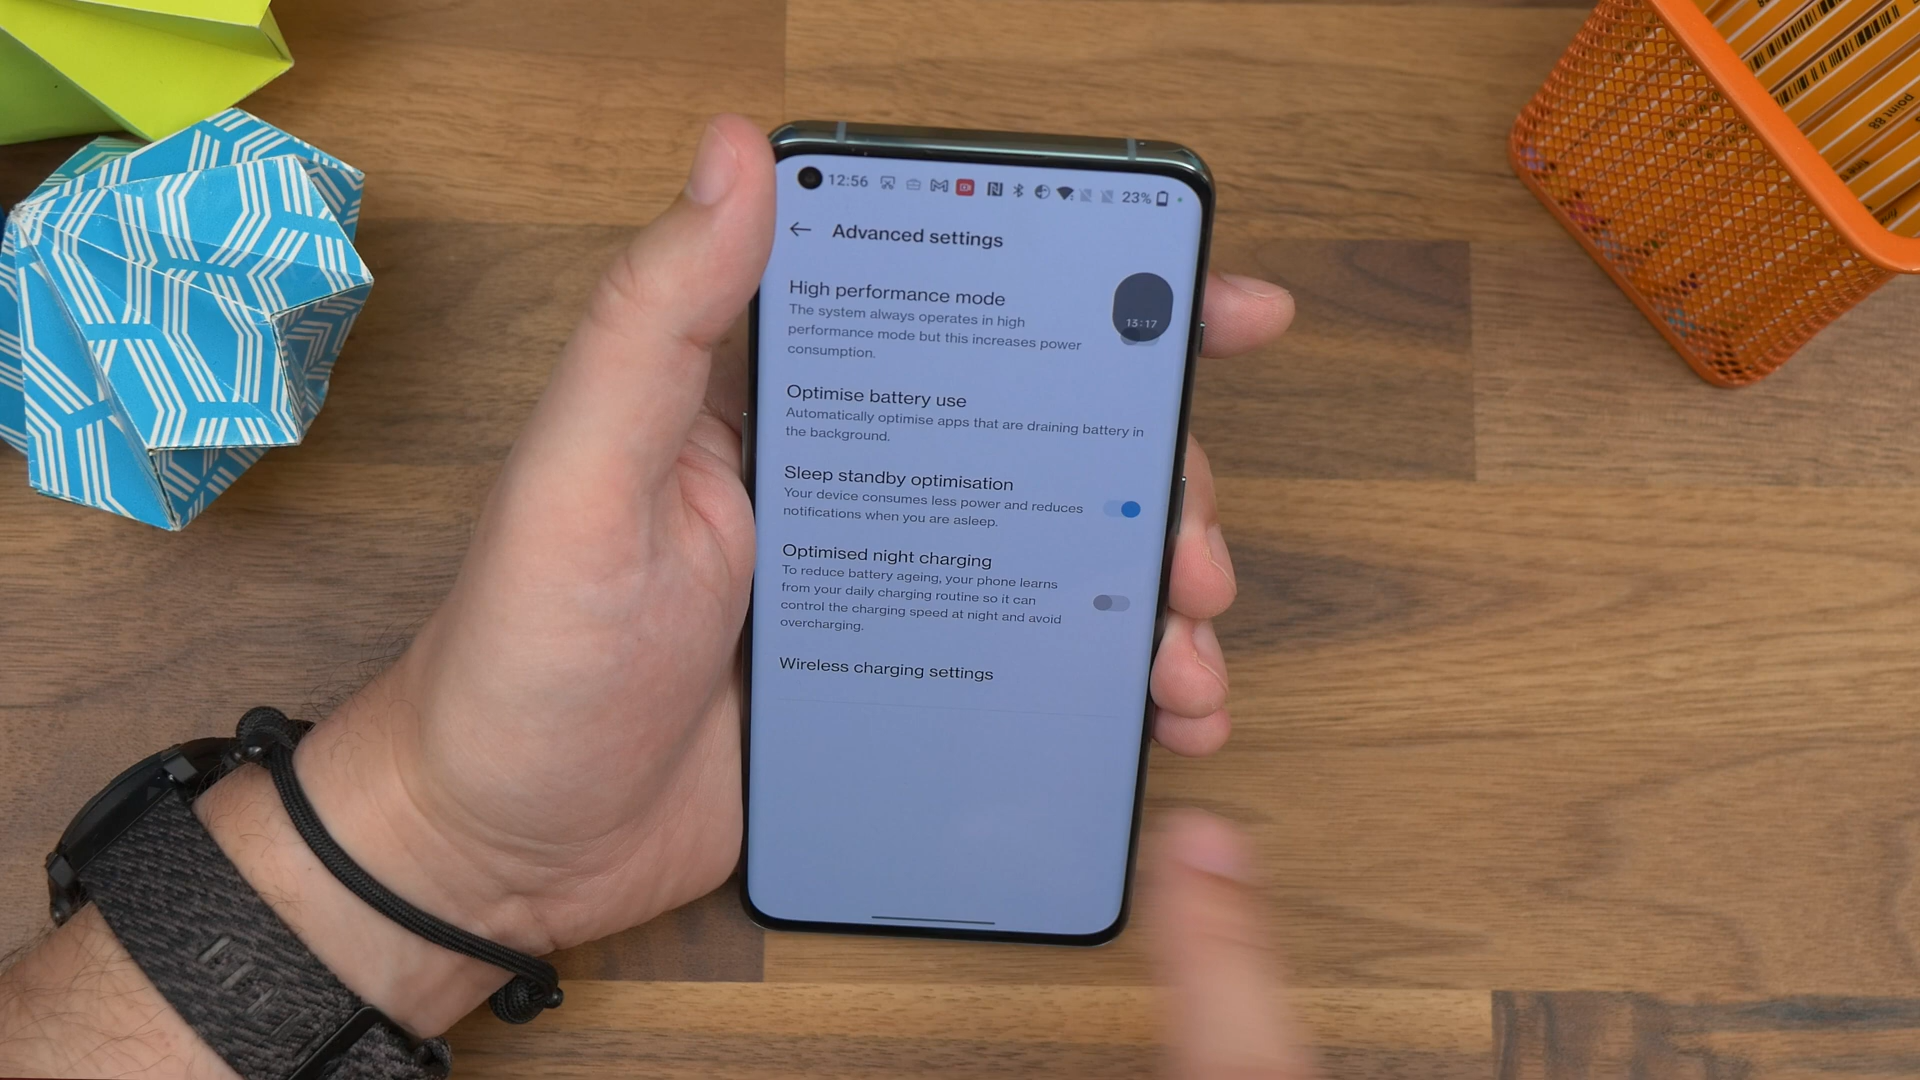 12:56 23%
Advanced settings
High performance mode
The system always operates in high
performance mode but this increases power
consumption.
13:17
Optimise battery use
Automatically optimise apps that are draining battery in
the background.
Sleep standby optimisation
Your device consumes less power and reduces
notifications when you are asleep.
Optimised night charging
To reduce battery ageing, your phone learns
from your daily charging routine so it can
control the charging speed at night and avoid
overcharging.
Wireless charging settings
point 88